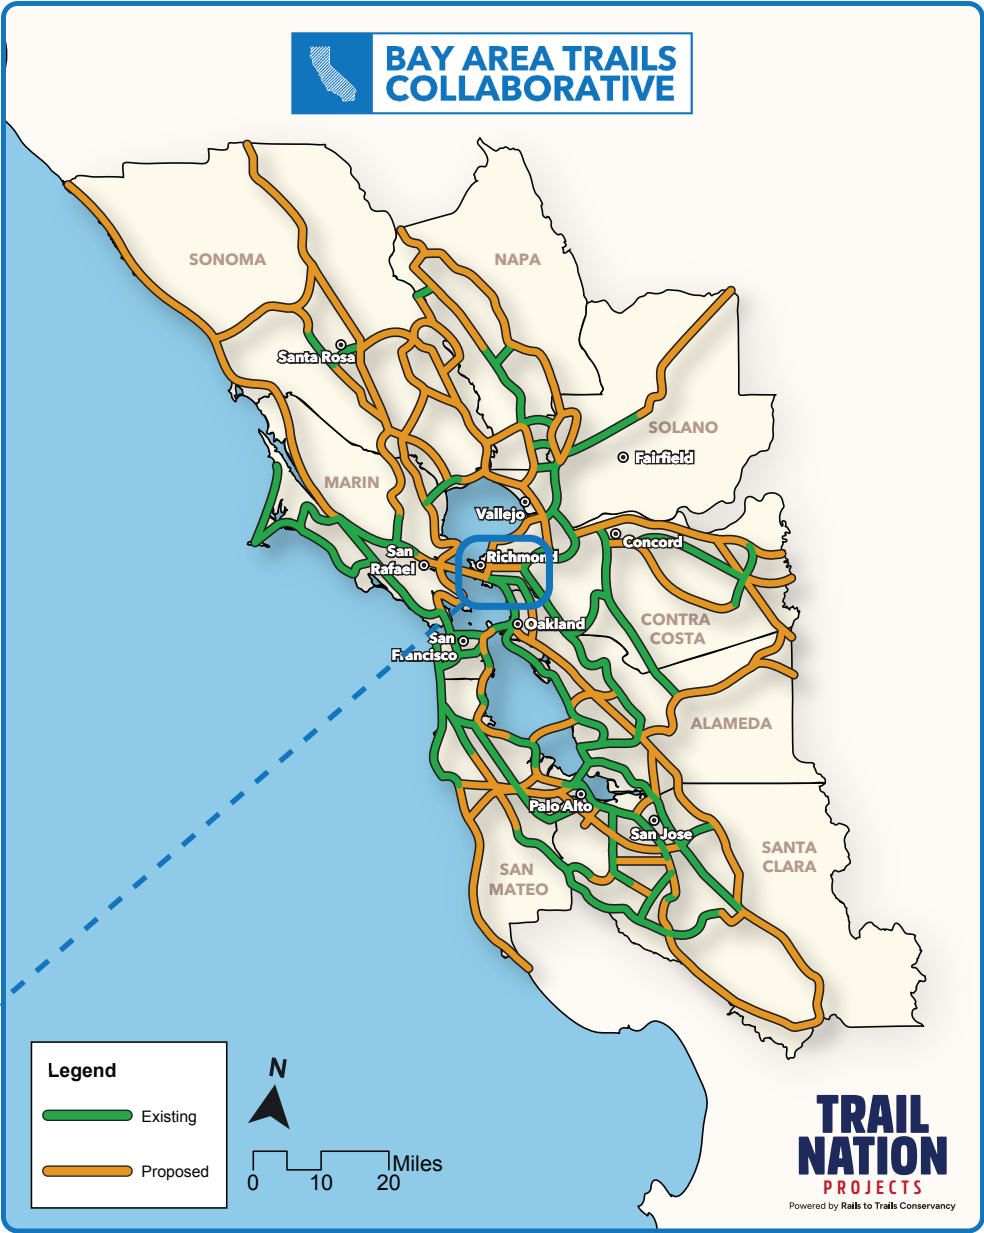 BAY AREA TRAILS
COLLABORATIVE
SONOMA
NAPA
Santa Rosa
SOLANO
Fairfield
MARIN
Vallejo
Concord
San
Rafael
Richmond
CONTRA
COSTA
Oakland
San
Francisco
ALAMEDA
Palo Alto
San Jose
SANTA
CLARA
SAN
MATEO
Legend
Existing
Proposed
N
Miles
0 10 20
TRAIL
NATION
PROJECTS
Powered by Rails to Trails Conservancy